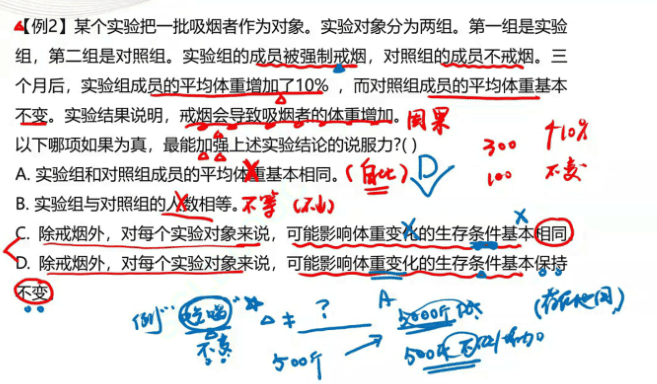 【例2】某个实验把一批吸烟者作为对象。实验对象分为两组。第一组是实验
组，第二组是对照组。实验组的成员被强制戒烟，对照组的成员不戒烟。三
个月后，实验组成员的平均体重增加了10%，而对照组成员的平均体重基本
不变。实验结果说明，戒烟会导致吸烟者的体重增加。因果
300 ↑10%
以下哪项如果为真，最能加强上述实验结论的说服力?( )
A. 实验组和对照组成员的平均体重基本相同。(自比) D 100 不变
B. 实验组与对照组的人数相等。不等
C. 除戒烟外，对每个实验对象来说，可能影响体重变化的生存条件基本相同
D. 除戒烟外，对每个实验对象来说，可能影响体重变化的生存条件基本保持
不变。
例" ≠ ? A 5000斤
不真 500斤